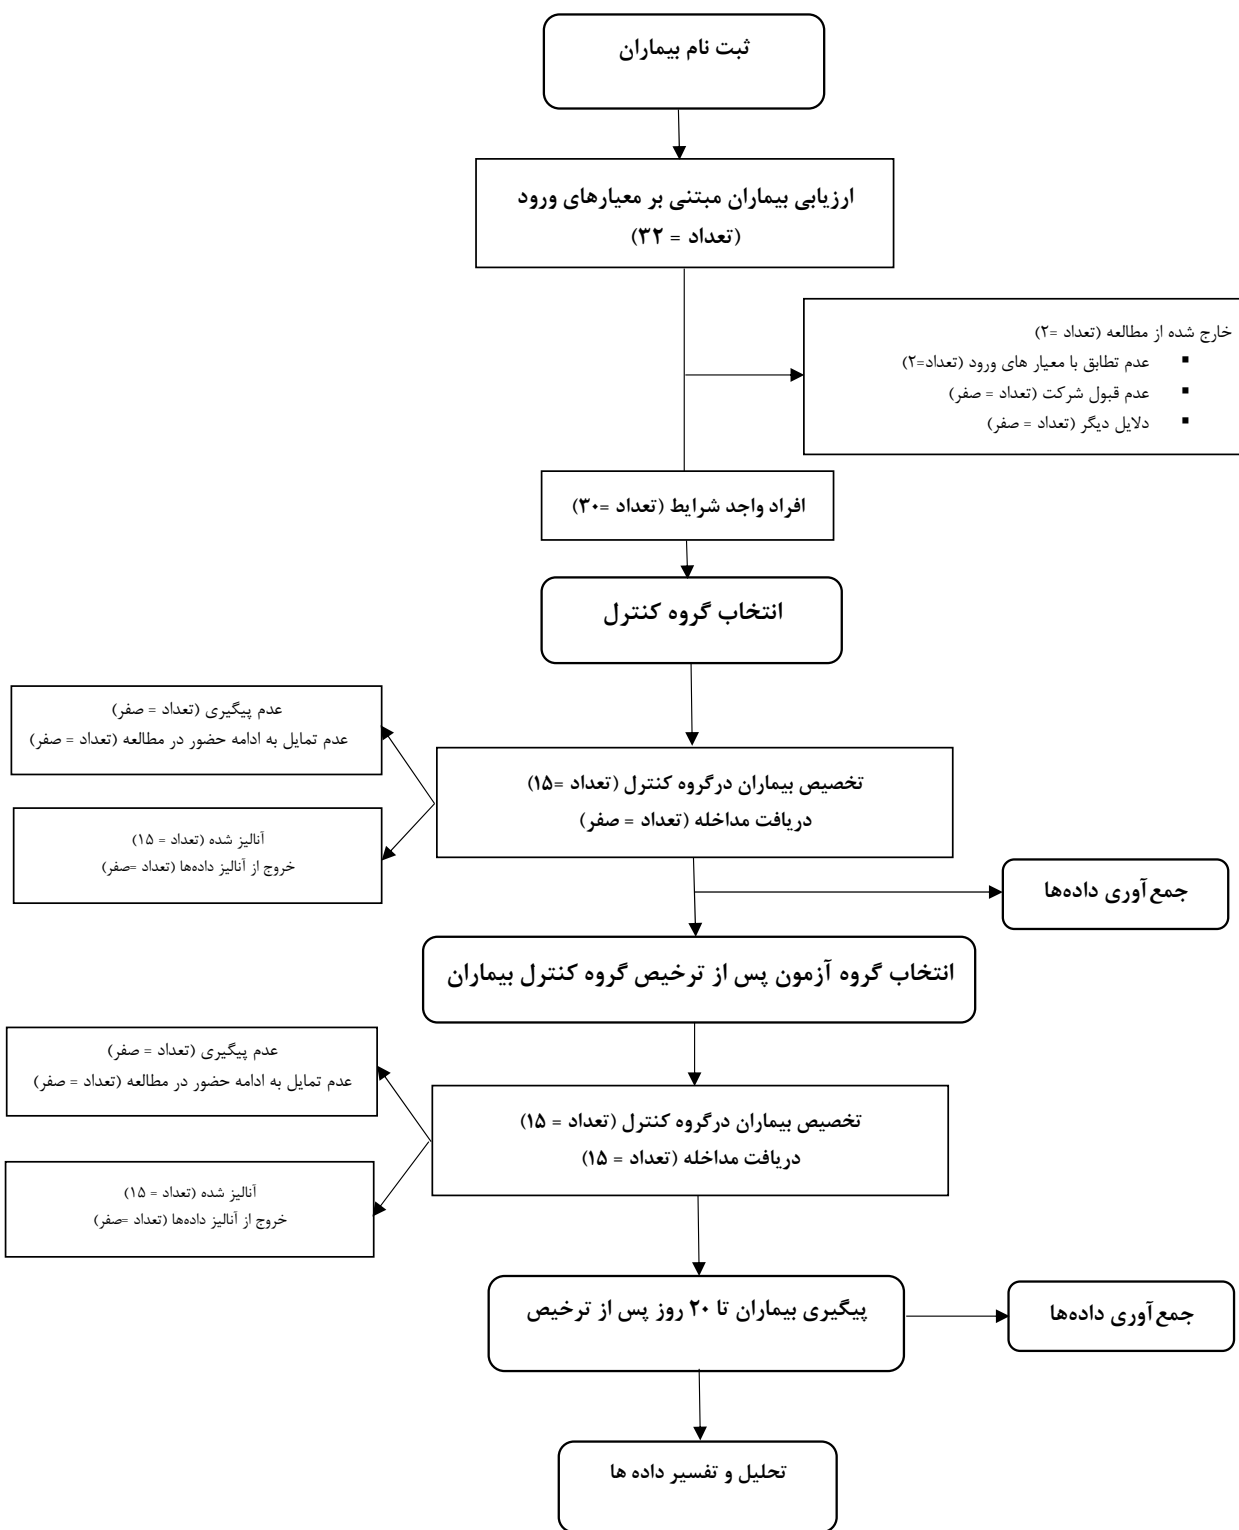 ثبت نام بیماران
ارزیابی بیماران مبتنی بر معیارهای ورود
(تعداد = ۳۲)
خارج شده از مطالعه (تعداد =۲)
▪ عدم تطابق با معیار های ورود (تعداد=۲)
▪ عدم قبول شرکت (تعداد = صفر)
▪ دلایل دیگر (تعداد = صفر)
افراد واجد شرایط (تعداد =۳۰)
انتخاب گروه کنترل
عدم پیگیری (تعداد = صفر)
عدم تمایل به ادامه حضور در مطالعه (تعداد = صفر)
تخصیص بیماران درگروه کنترل (تعداد =۱۵)
دریافت مداخله (تعداد = صفر)
آنالیز شده (تعداد = ۱۵)
خروج از آنالیز داده‌ها (تعداد =صفر)
جمع‌آوری داده‌ها
انتخاب گروه آزمون پس از ترخیص گروه کنترل بیماران
عدم پیگیری (تعداد = صفر)
عدم تمایل به ادامه حضور در مطالعه (تعداد = صفر)
تخصیص بیماران درگروه کنترل (تعداد = ۱۵)
دریافت مداخله (تعداد = ۱۵)
آنالیز شده (تعداد = ۱۵)
خروج از آنالیز داده‌ها (تعداد =صفر)
پیگیری بیماران تا ۲۰ روز پس از ترخیص
جمع‌آوری داده‌ها
تحلیل و تفسیر داده ها